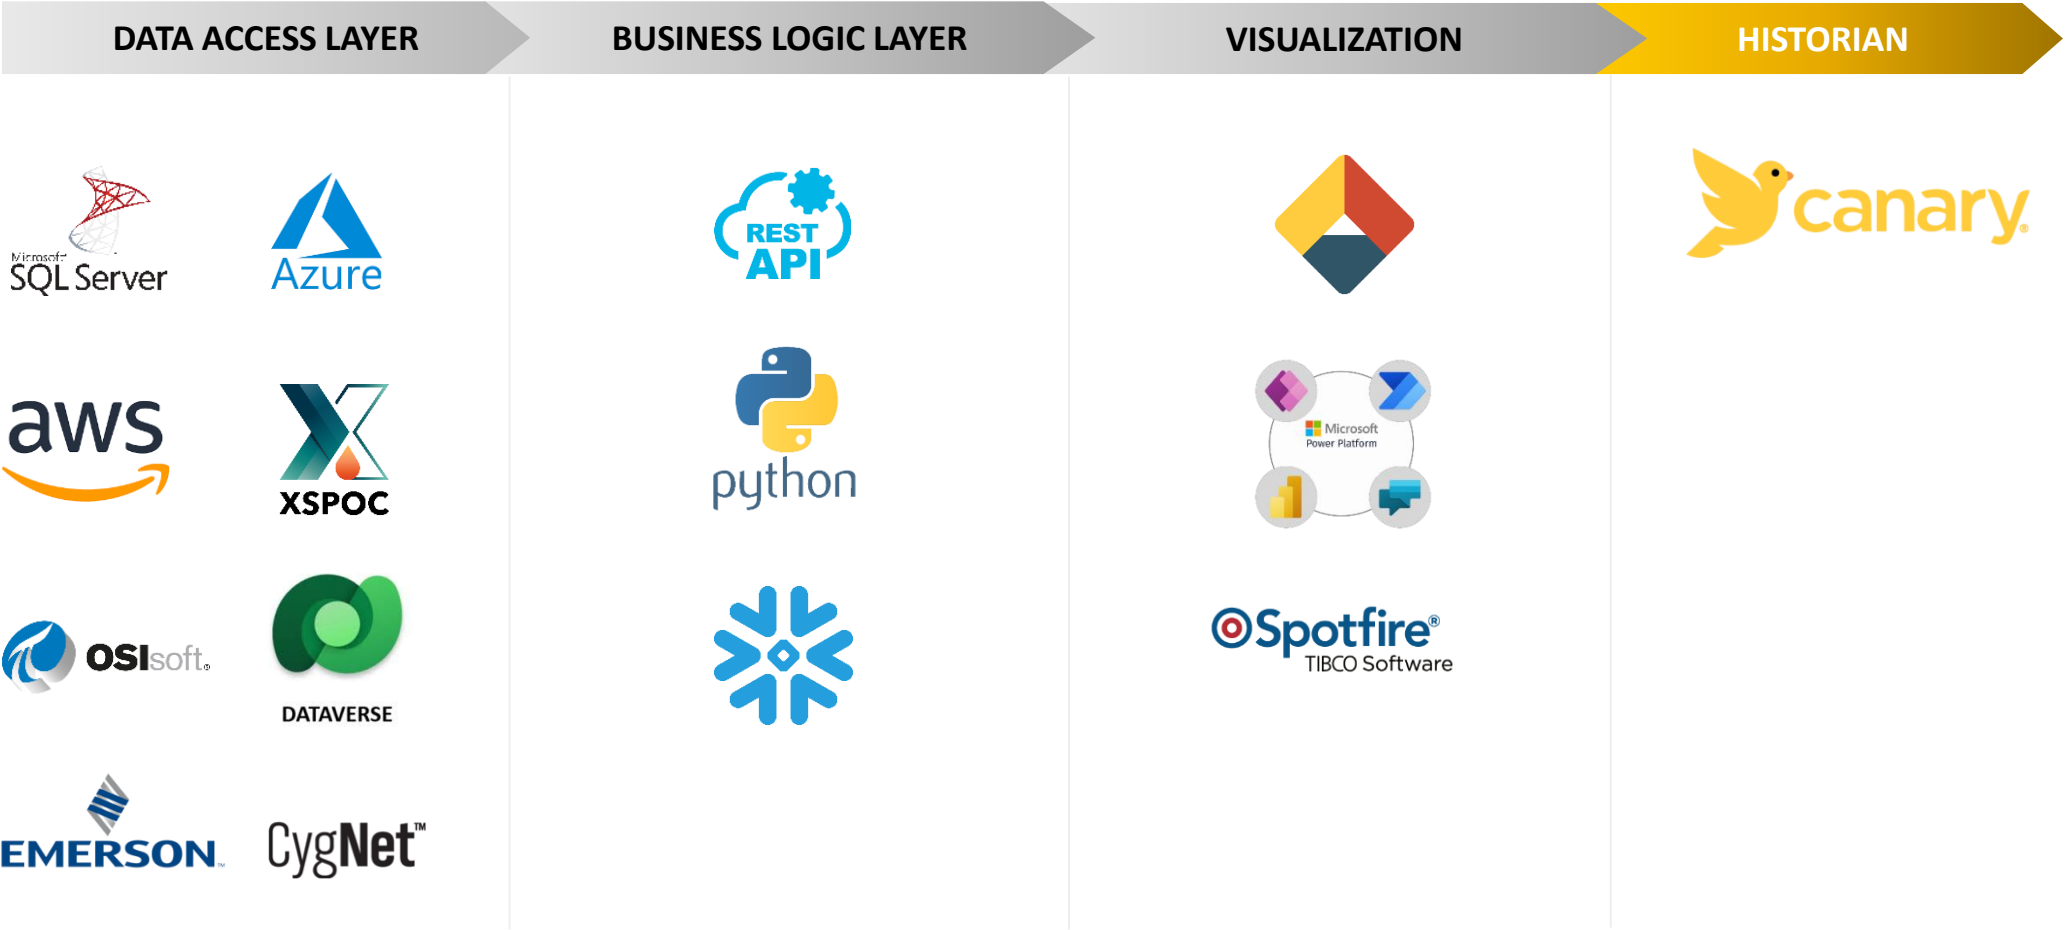 DATA ACCESS LAYER
BUSINESS LOGIC LAYER
VISUALIZATION
HISTORIAN
Microsoft®
SQL Server
Azure
REST
API
canary®
aws
XSPOC
python
Microsoft
Power Platform
OSIsoft®
DATAVERSE
Spotfire®
TIBCO Software
EMERSON™
CygNet™